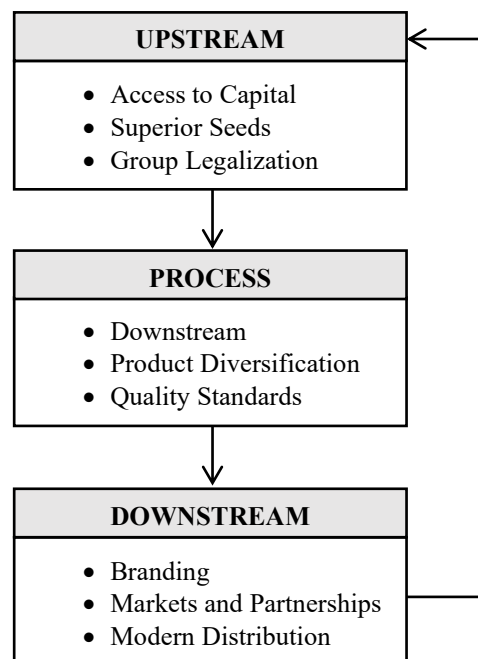 UPSTREAM
• Access to Capital
• Superior Seeds
• Group Legalization
PROCESS
• Downstream
• Product Diversification
• Quality Standards
DOWNSTREAM
• Branding
• Markets and Partnerships
• Modern Distribution